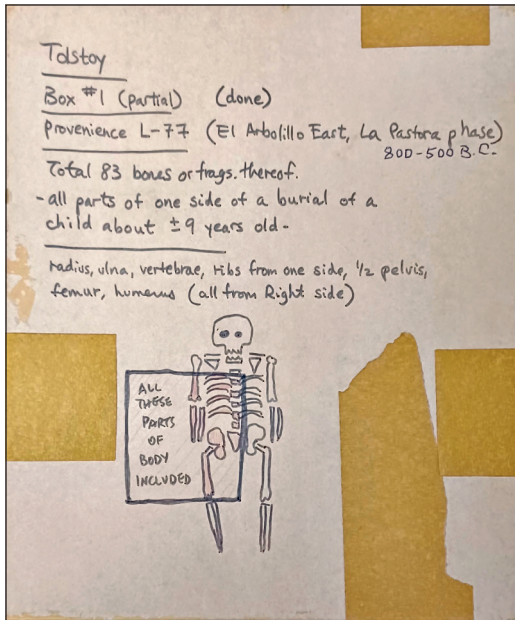 Tolstoy
Box #1 (partial) (done)
Provenience L-77 (El Arbolillo East, La Pastora phase)
800-500 B.C.
Total 83 bones or frags. thereof.
-all parts of one side of a burial of a
child about ±9 years old-
radius, ulna, vertebrae, ribs from one side, 1/2 pelvis,
femur, humerus (all from Right side)
ALL
THESE
PARTS
OF
BODY
INCLUDED